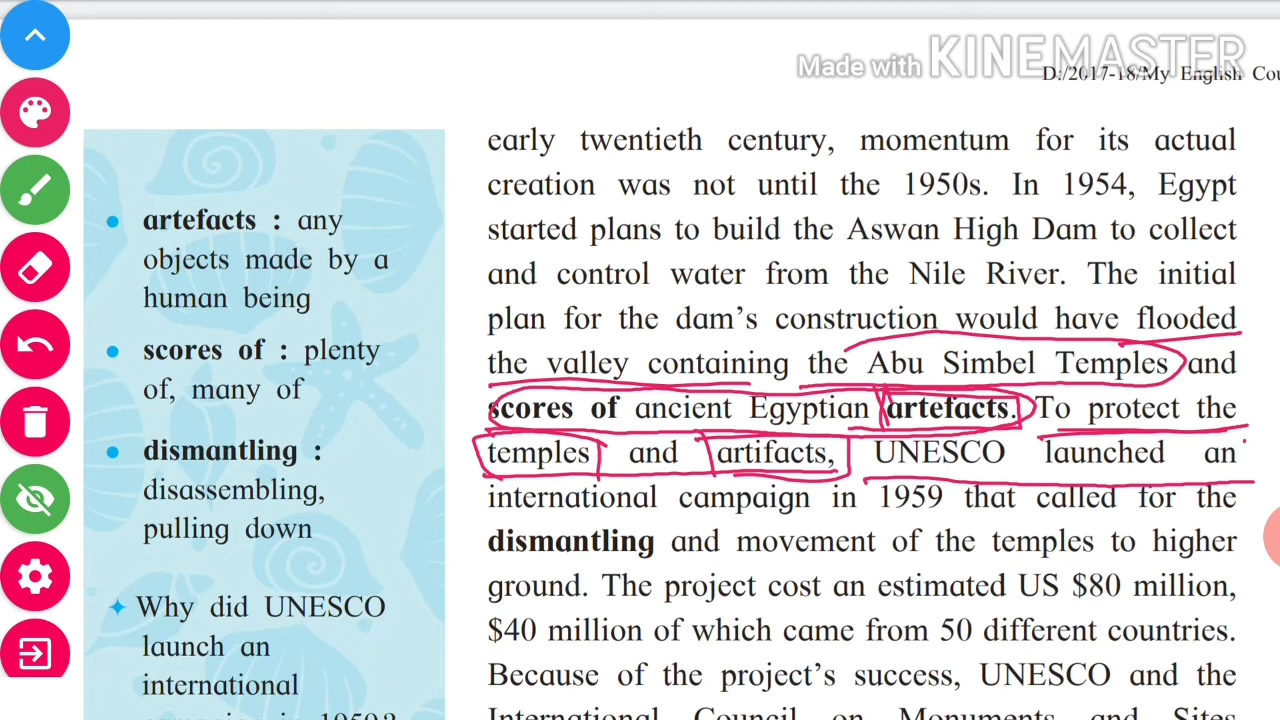 Made with KINEMASTER
D:/2017-18/My English
artefacts : any
objects made by a
human being
scores of : plenty
of, many of
dismantling :
disassembling,
pulling down
Why did UNESCO
launch an
international
early twentieth century, momentum for its actual
creation was not until the 1950s. In 1954, Egypt
started plans to build the Aswan High Dam to collect
and control water from the Nile River. The initial
plan for the dam's construction would have flooded
the valley containing the Abu Simbel Temples and
scores of ancient Egyptian artefacts. To protect the
temples and artifacts, UNESCO launched an
international campaign in 1959 that called for the
dismantling and movement of the temples to higher
ground. The project cost an estimated US $80 million,
$40 million of which came from 50 different countries.
Because of the project's success, UNESCO and the
International Council on Monuments and Sites